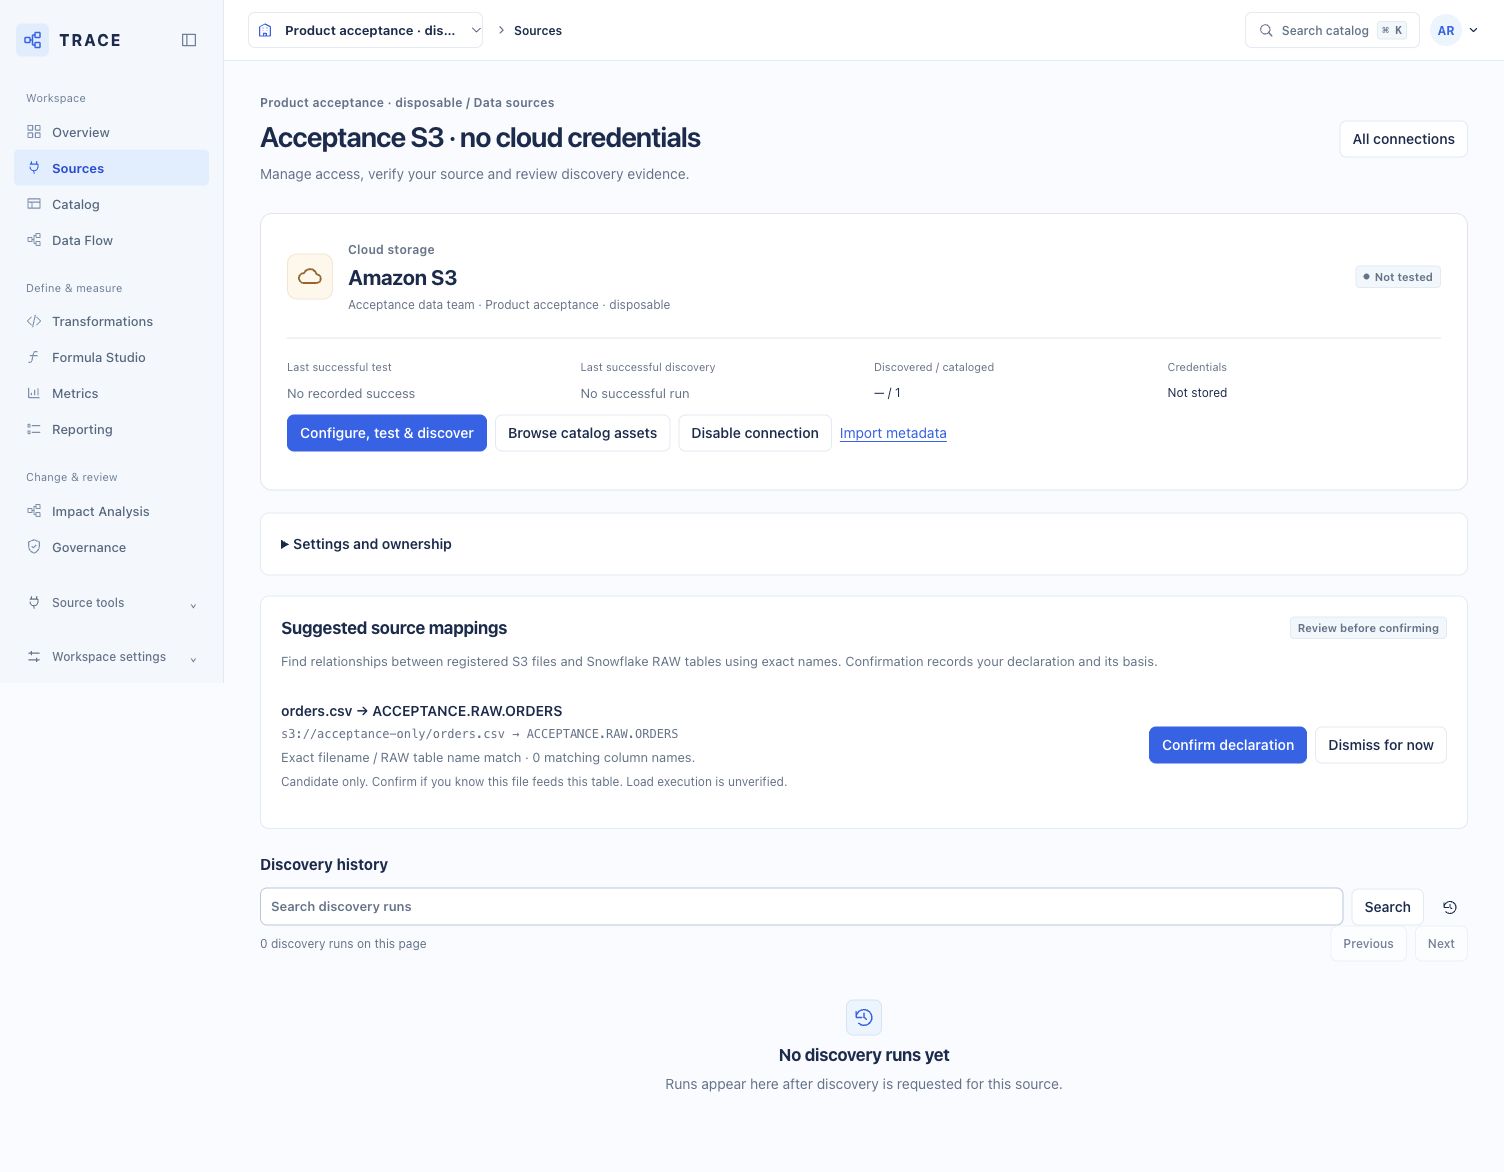 TRACE
Product acceptance · dis...
Sources
Search catalog
⌘ K
AR
Workspace
Overview
Sources
Catalog
Data Flow
Define & measure
Transformations
Formula Studio
Metrics
Reporting
Change & review
Impact Analysis
Governance
Source tools
Workspace settings
Product acceptance · disposable / Data sources
Acceptance S3 · no cloud credentials
All connections
Manage access, verify your source and review discovery evidence.
Cloud storage
Amazon S3
Not tested
Acceptance data team · Product acceptance · disposable
Last successful test
No recorded success
Last successful discovery
No successful run
Discovered / cataloged
— / 1
Credentials
Not stored
Configure, test & discover
Browse catalog assets
Disable connection
Import metadata
Settings and ownership
Suggested source mappings
Review before confirming
Find relationships between registered S3 files and Snowflake RAW tables using exact names. Confirmation records your declaration and its basis.
orders.csv → ACCEPTANCE.RAW.ORDERS
s3://acceptance-only/orders.csv → ACCEPTANCE.RAW.ORDERS
Exact filename / RAW table name match · 0 matching column names.
Candidate only. Confirm if you know this file feeds this table. Load execution is unverified.
Confirm declaration
Dismiss for now
Discovery history
Search discovery runs
Search
0 discovery runs on this page
Previous
Next
No discovery runs yet
Runs appear here after discovery is requested for this source.